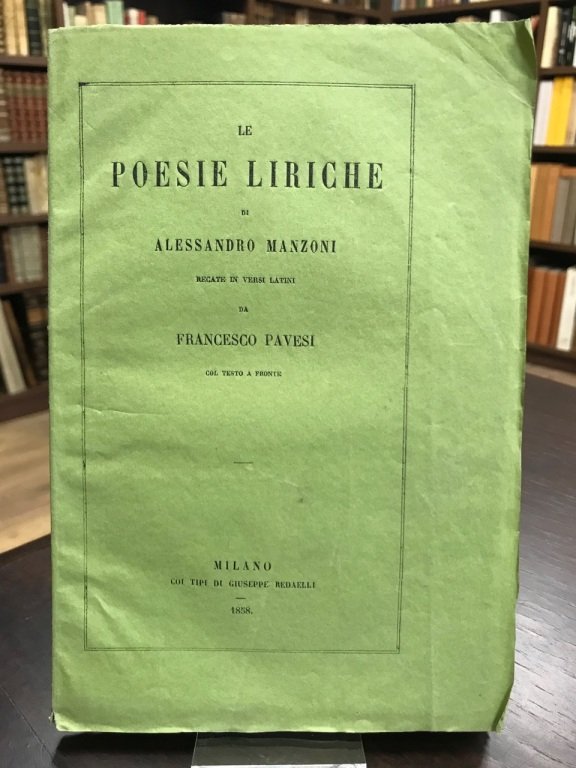 LE
POESIE LIRICHE
DI
ALESSANDRO MANZONI
RECATE IN VERSI LATINI
DA
FRANCESCO PAVESI
COL TESTO A FRONTE
MILANO
COI TIPI DI GIUSEPPE REDAELLI
1858.